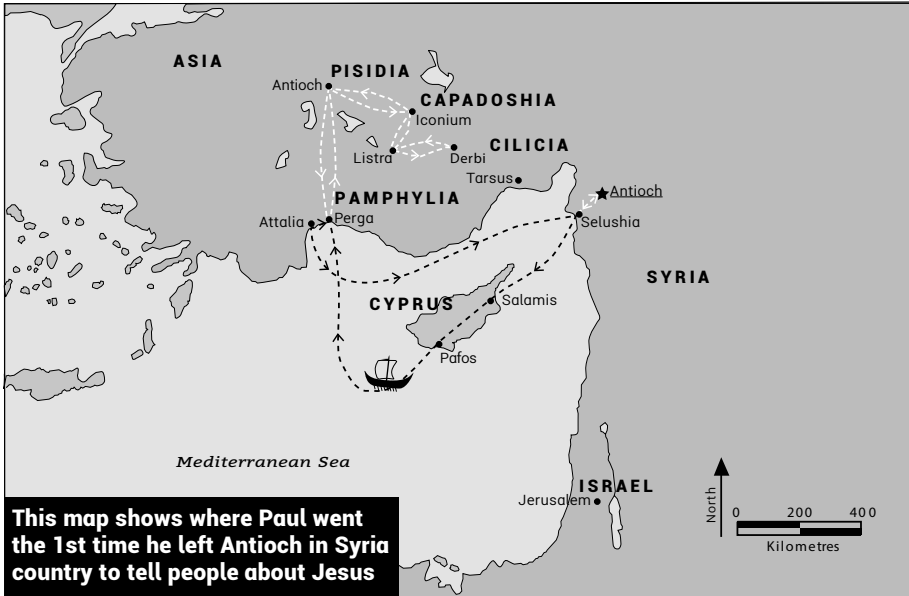 ASIA
PISIDIA
Antioch
CAPADOSHIA
Iconium
CILICIA
Listra
Derbi
Tarsus
Antioch
PAMPHYLIA
Attalia
Perga
Selushia
SYRIA
CYPRUS
Salamis
Pafos
Mediterranean Sea
ISRAEL
Jerusalem
North
0 200 400
Kilometres
This map shows where Paul went
the 1st time he left Antioch in Syria
country to tell people about Jesus